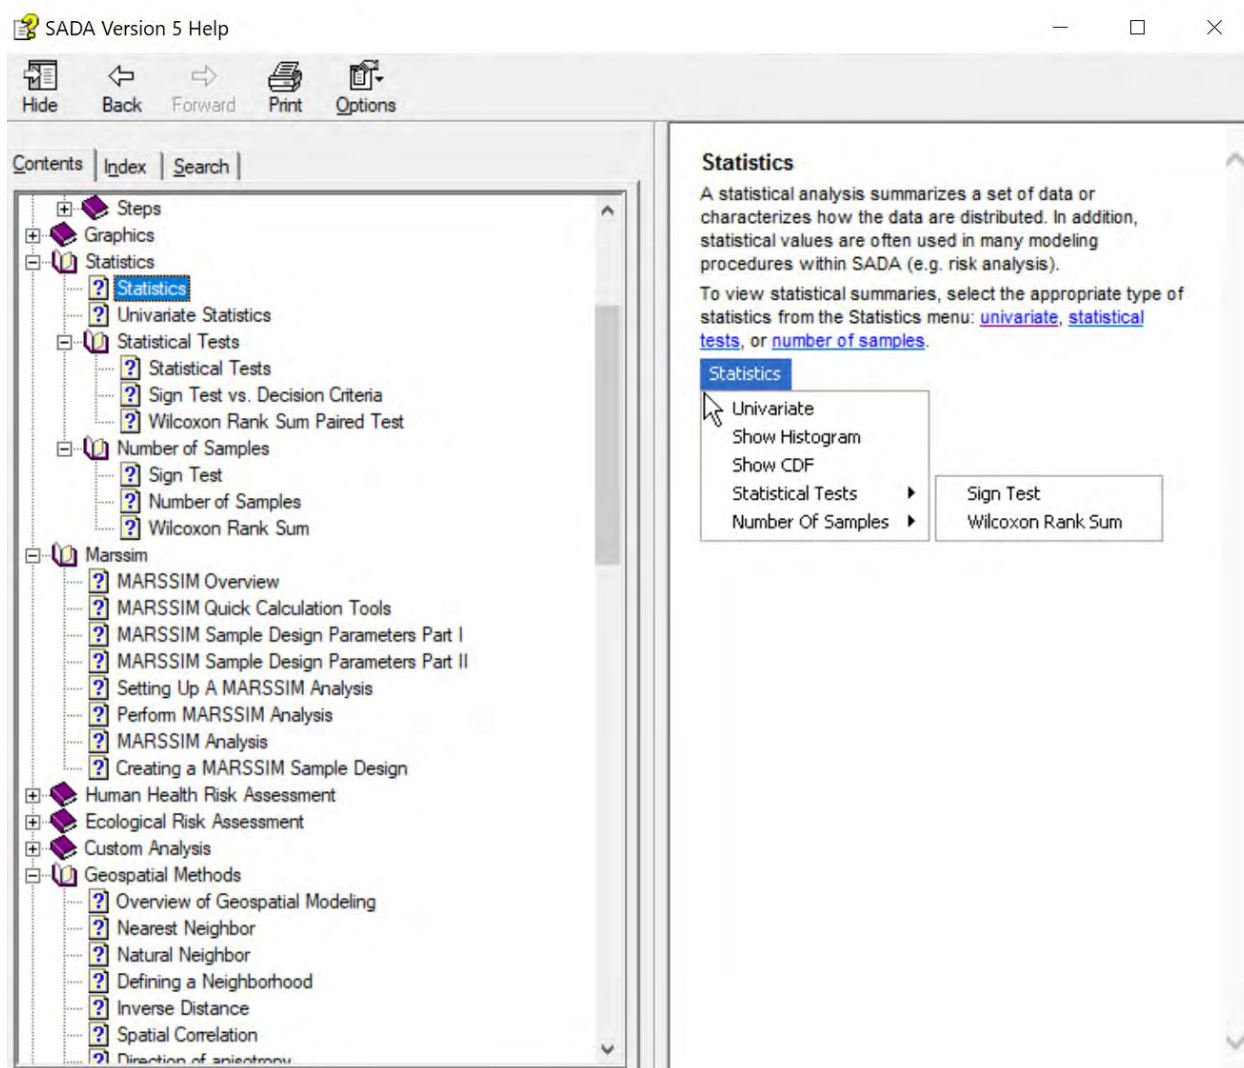 SADA Version 5 Help
Hide Back Forward Print Options
Contents Index Search
Steps
Graphics
Statistics
Statistics
Univariate Statistics
Statistical Tests
Statistical Tests
Sign Test vs. Decision Criteria
Wilcoxon Rank Sum Paired Test
Number of Samples
Sign Test
Number of Samples
Wilcoxon Rank Sum
Marssim
MARSSIM Overview
MARSSIM Quick Calculation Tools
MARSSIM Sample Design Parameters Part I
MARSSIM Sample Design Parameters Part II
Setting Up A MARSSIM Analysis
Perform MARSSIM Analysis
MARSSIM Analysis
Creating a MARSSIM Sample Design
Human Health Risk Assessment
Ecological Risk Assessment
Custom Analysis
Geospatial Methods
Overview of Geospatial Modeling
Nearest Neighbor
Natural Neighbor
Defining a Neighborhood
Inverse Distance
Spatial Correlation
Direction of anisotropy
Statistics
A statistical analysis summarizes a set of data or
characterizes how the data are distributed. In addition,
statistical values are often used in many modeling
procedures within SADA (e.g. risk analysis).
To view statistical summaries, select the appropriate type of
statistics from the Statistics menu: univariate, statistical
tests, or number of samples.
Statistics
Univariate
Show Histogram
Show CDF
Statistical Tests
Number Of Samples
Sign Test
Wilcoxon Rank Sum